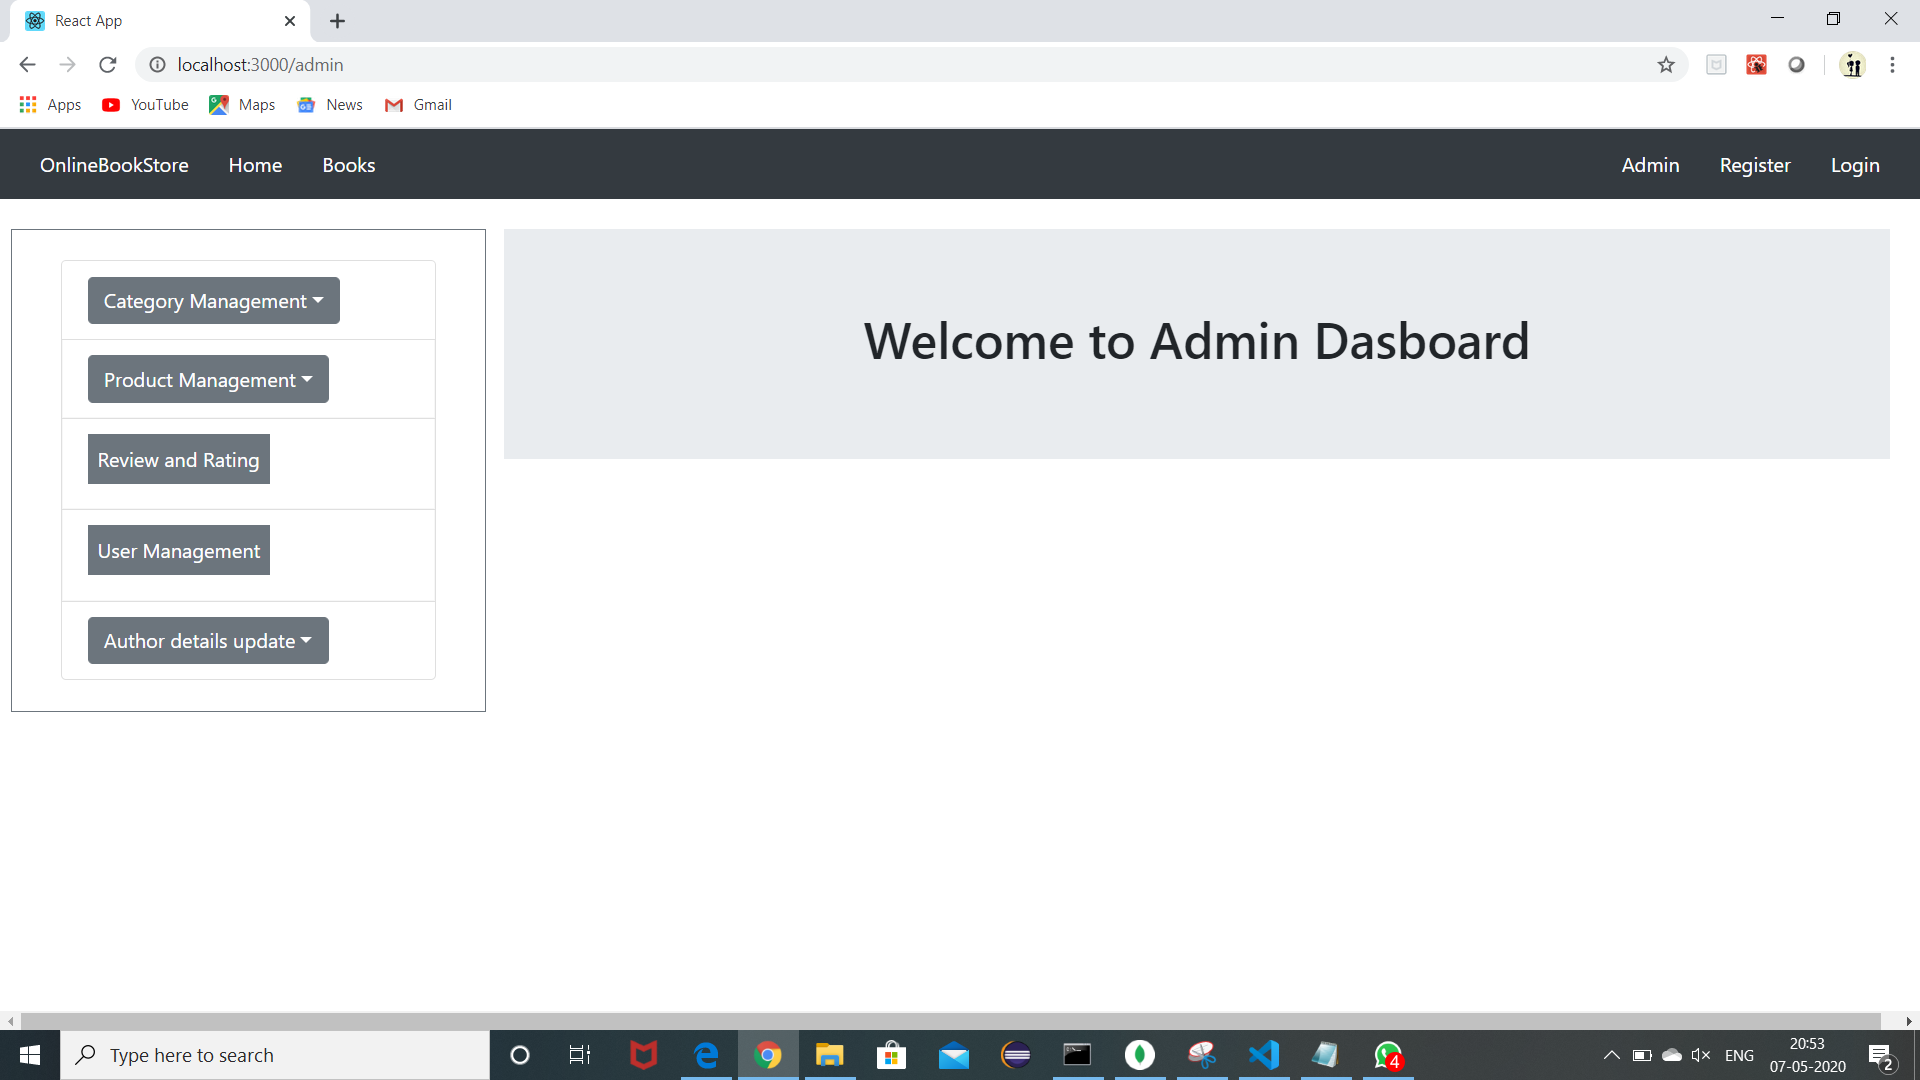 React App
localhost:3000/admin
Apps YouTube Maps News Gmail
OnlineBookStore Home Books Admin Register Login
Category Management
Welcome to Admin Dasboard
Product Management
Review and Rating
User Management
Author details update
Type here to search
4
ENG
20:53
07-05-2020
2